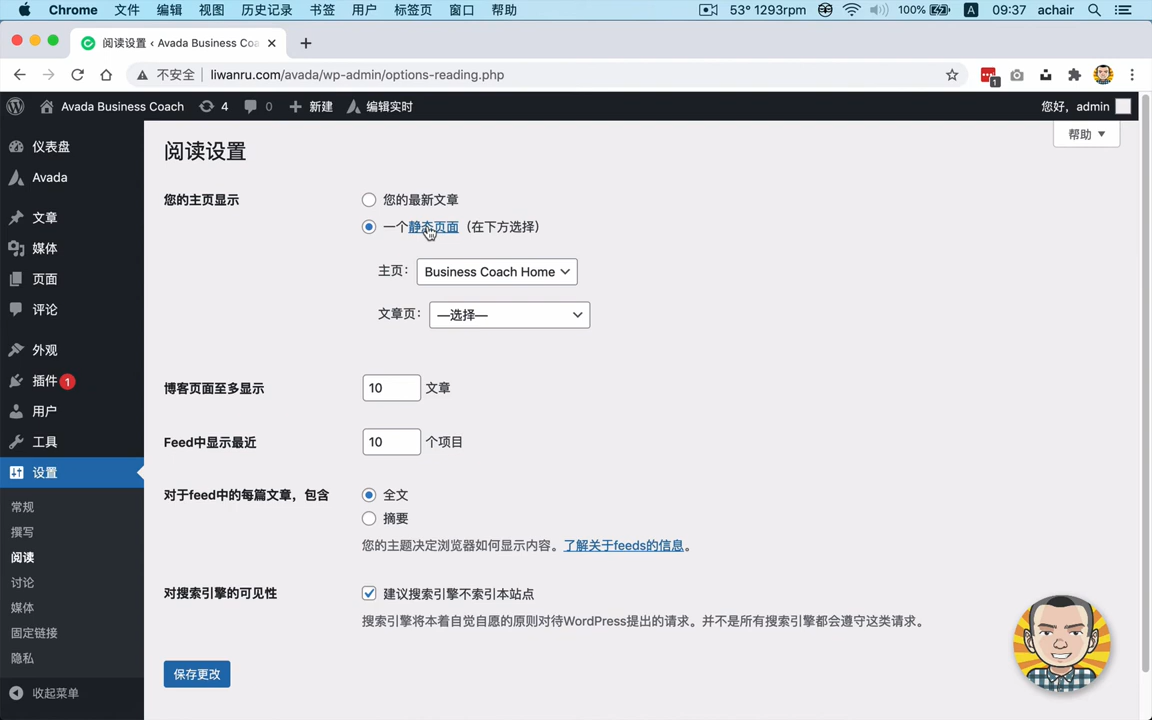 Chrome 文件 编辑 视图 历史记录 书签 用户 标签页 窗口 帮助 53° 1293rpm 100% A 09:37 achair
阅读设置 ‹ Avada Business Coa
不安全 liwanru.com/avada/wp-admin/options-reading.php 1
Avada Business Coach 4 0 新建 编辑实时 您好，admin
帮助
仪表盘
Avada
文章
媒体
页面
评论
外观
插件 1
用户
工具
设置
常规
撰写
阅读
讨论
媒体
固定链接
隐私
收起菜单
阅读设置
您的主页显示 您的最新文章
一个静态页面（在下方选择）
主页： Business Coach Home
文章页： —选择—
博客页面至多显示 10 文章
Feed中显示最近 10 个项目
对于feed中的每篇文章，包含 全文
摘要
您的主题决定浏览器如何显示内容。了解关于feeds的信息。
对搜索引擎的可见性 建议搜索引擎不索引本站点
搜索引擎将本着自觉自愿的原则对待WordPress提出的请求。并不是所有搜索引擎都会遵守这类请求。
保存更改